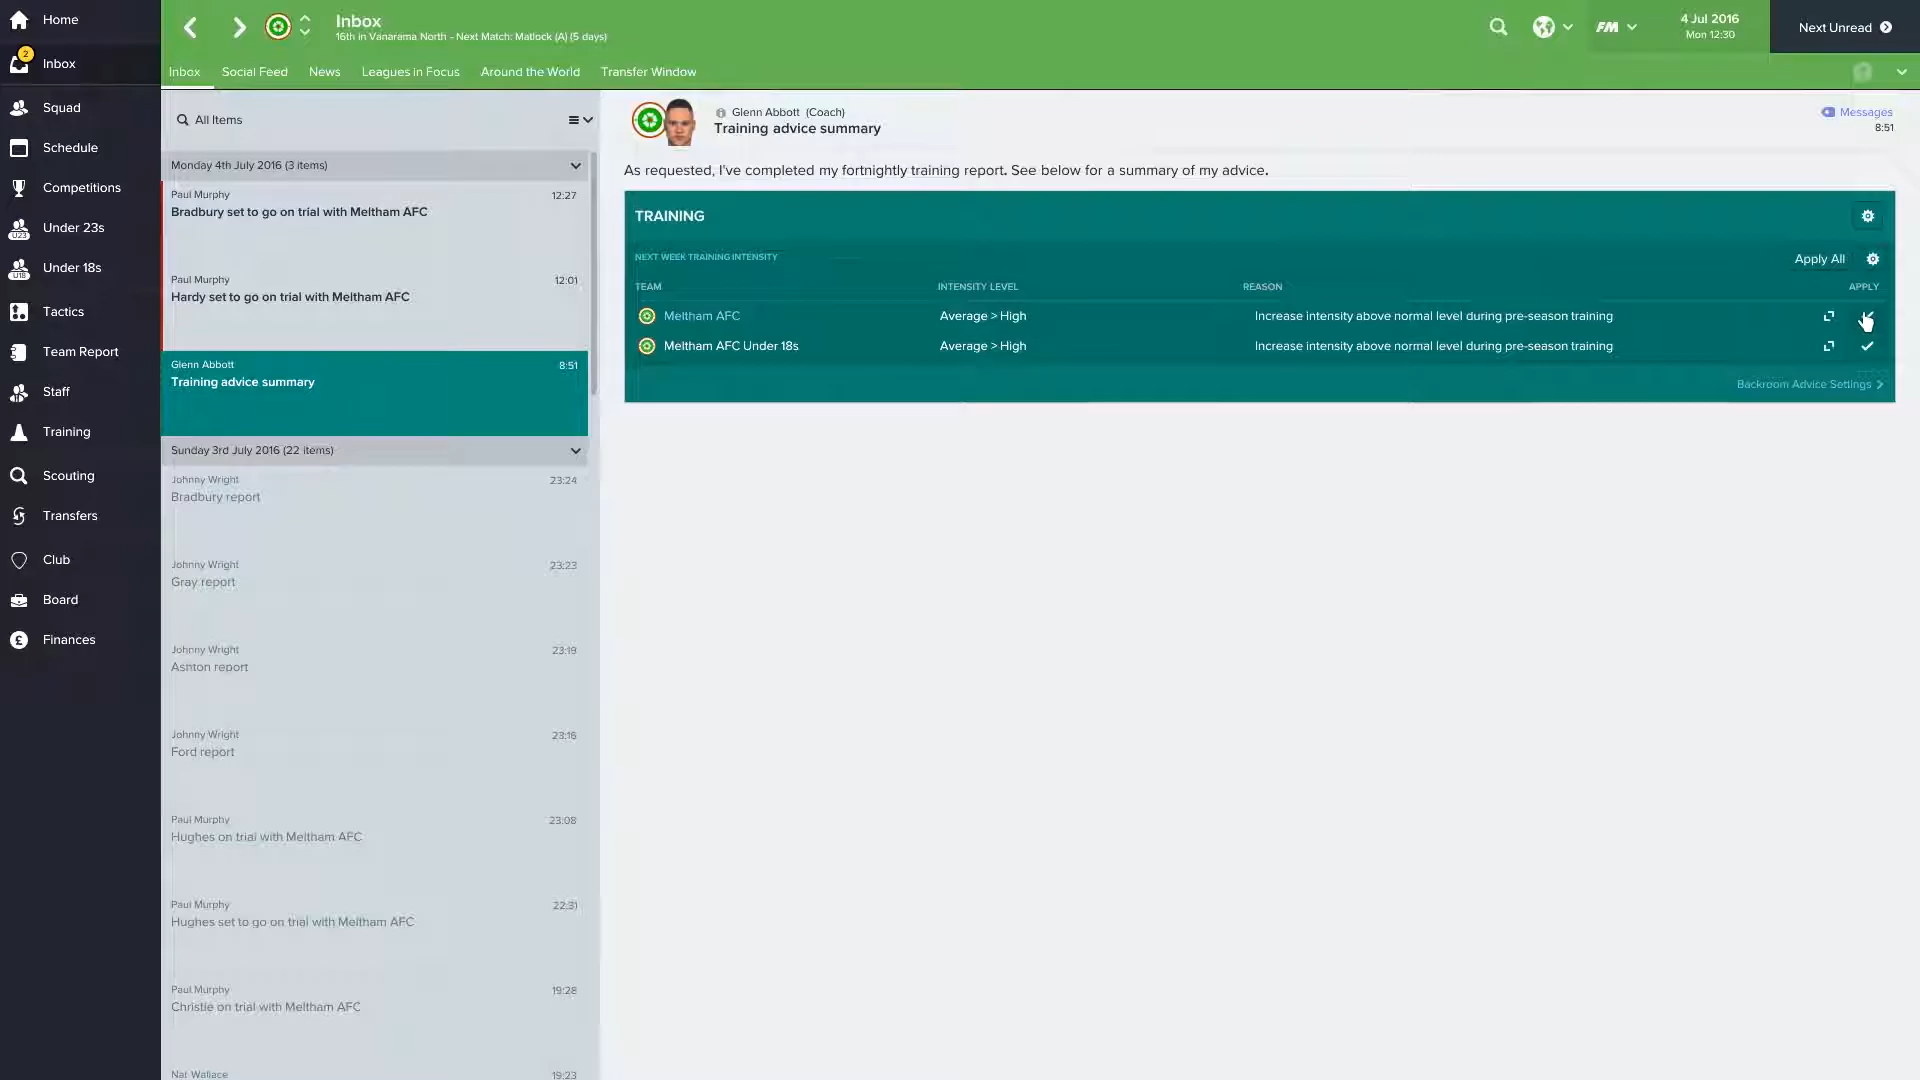 Home
2
Inbox
Squad
Schedule
Competitions
U23
Under 23s
U18
Under 18s
Tactics
Team Report
Staff
Training
Scouting
Transfers
Club
Board
£
Finances
Inbox
16th in Vanarama North - Next Match: Matlock (A) (5 days)
FM
4 Jul 2016
Mon 12:30
Next Unread
Inbox
Social Feed
News
Leagues in Focus
Around the World
Transfer Window
All Items
Monday 4th July 2016 (3 items)
Paul Murphy 12:27
Bradbury set to go on trial with Meltham AFC
Paul Murphy 12:01
Hardy set to go on trial with Meltham AFC
Glenn Abbott 8:51
Training advice summary
Sunday 3rd July 2016 (22 items)
Johnny Wright 23:24
Bradbury report
Johnny Wright 23:23
Gray report
Johnny Wright 23:19
Ashton report
Johnny Wright 23:16
Ford report
Paul Murphy 23:08
Hughes on trial with Meltham AFC
Paul Murphy 22:31
Hughes set to go on trial with Meltham AFC
Paul Murphy 19:28
Christie on trial with Meltham AFC
Nat Wallace 19:23
Glenn Abbott (Coach)
Training advice summary
Messages
8:51
As requested, I've completed my fortnightly training report. See below for a summary of my advice.
TRAINING
NEXT WEEK TRAINING INTENSITY
Apply All
TEAM INTENSITY LEVEL REASON APPLY
Meltham AFC Average > High Increase intensity above normal level during pre-season training
Meltham AFC Under 18s Average > High Increase intensity above normal level during pre-season training
Backroom Advice Settings